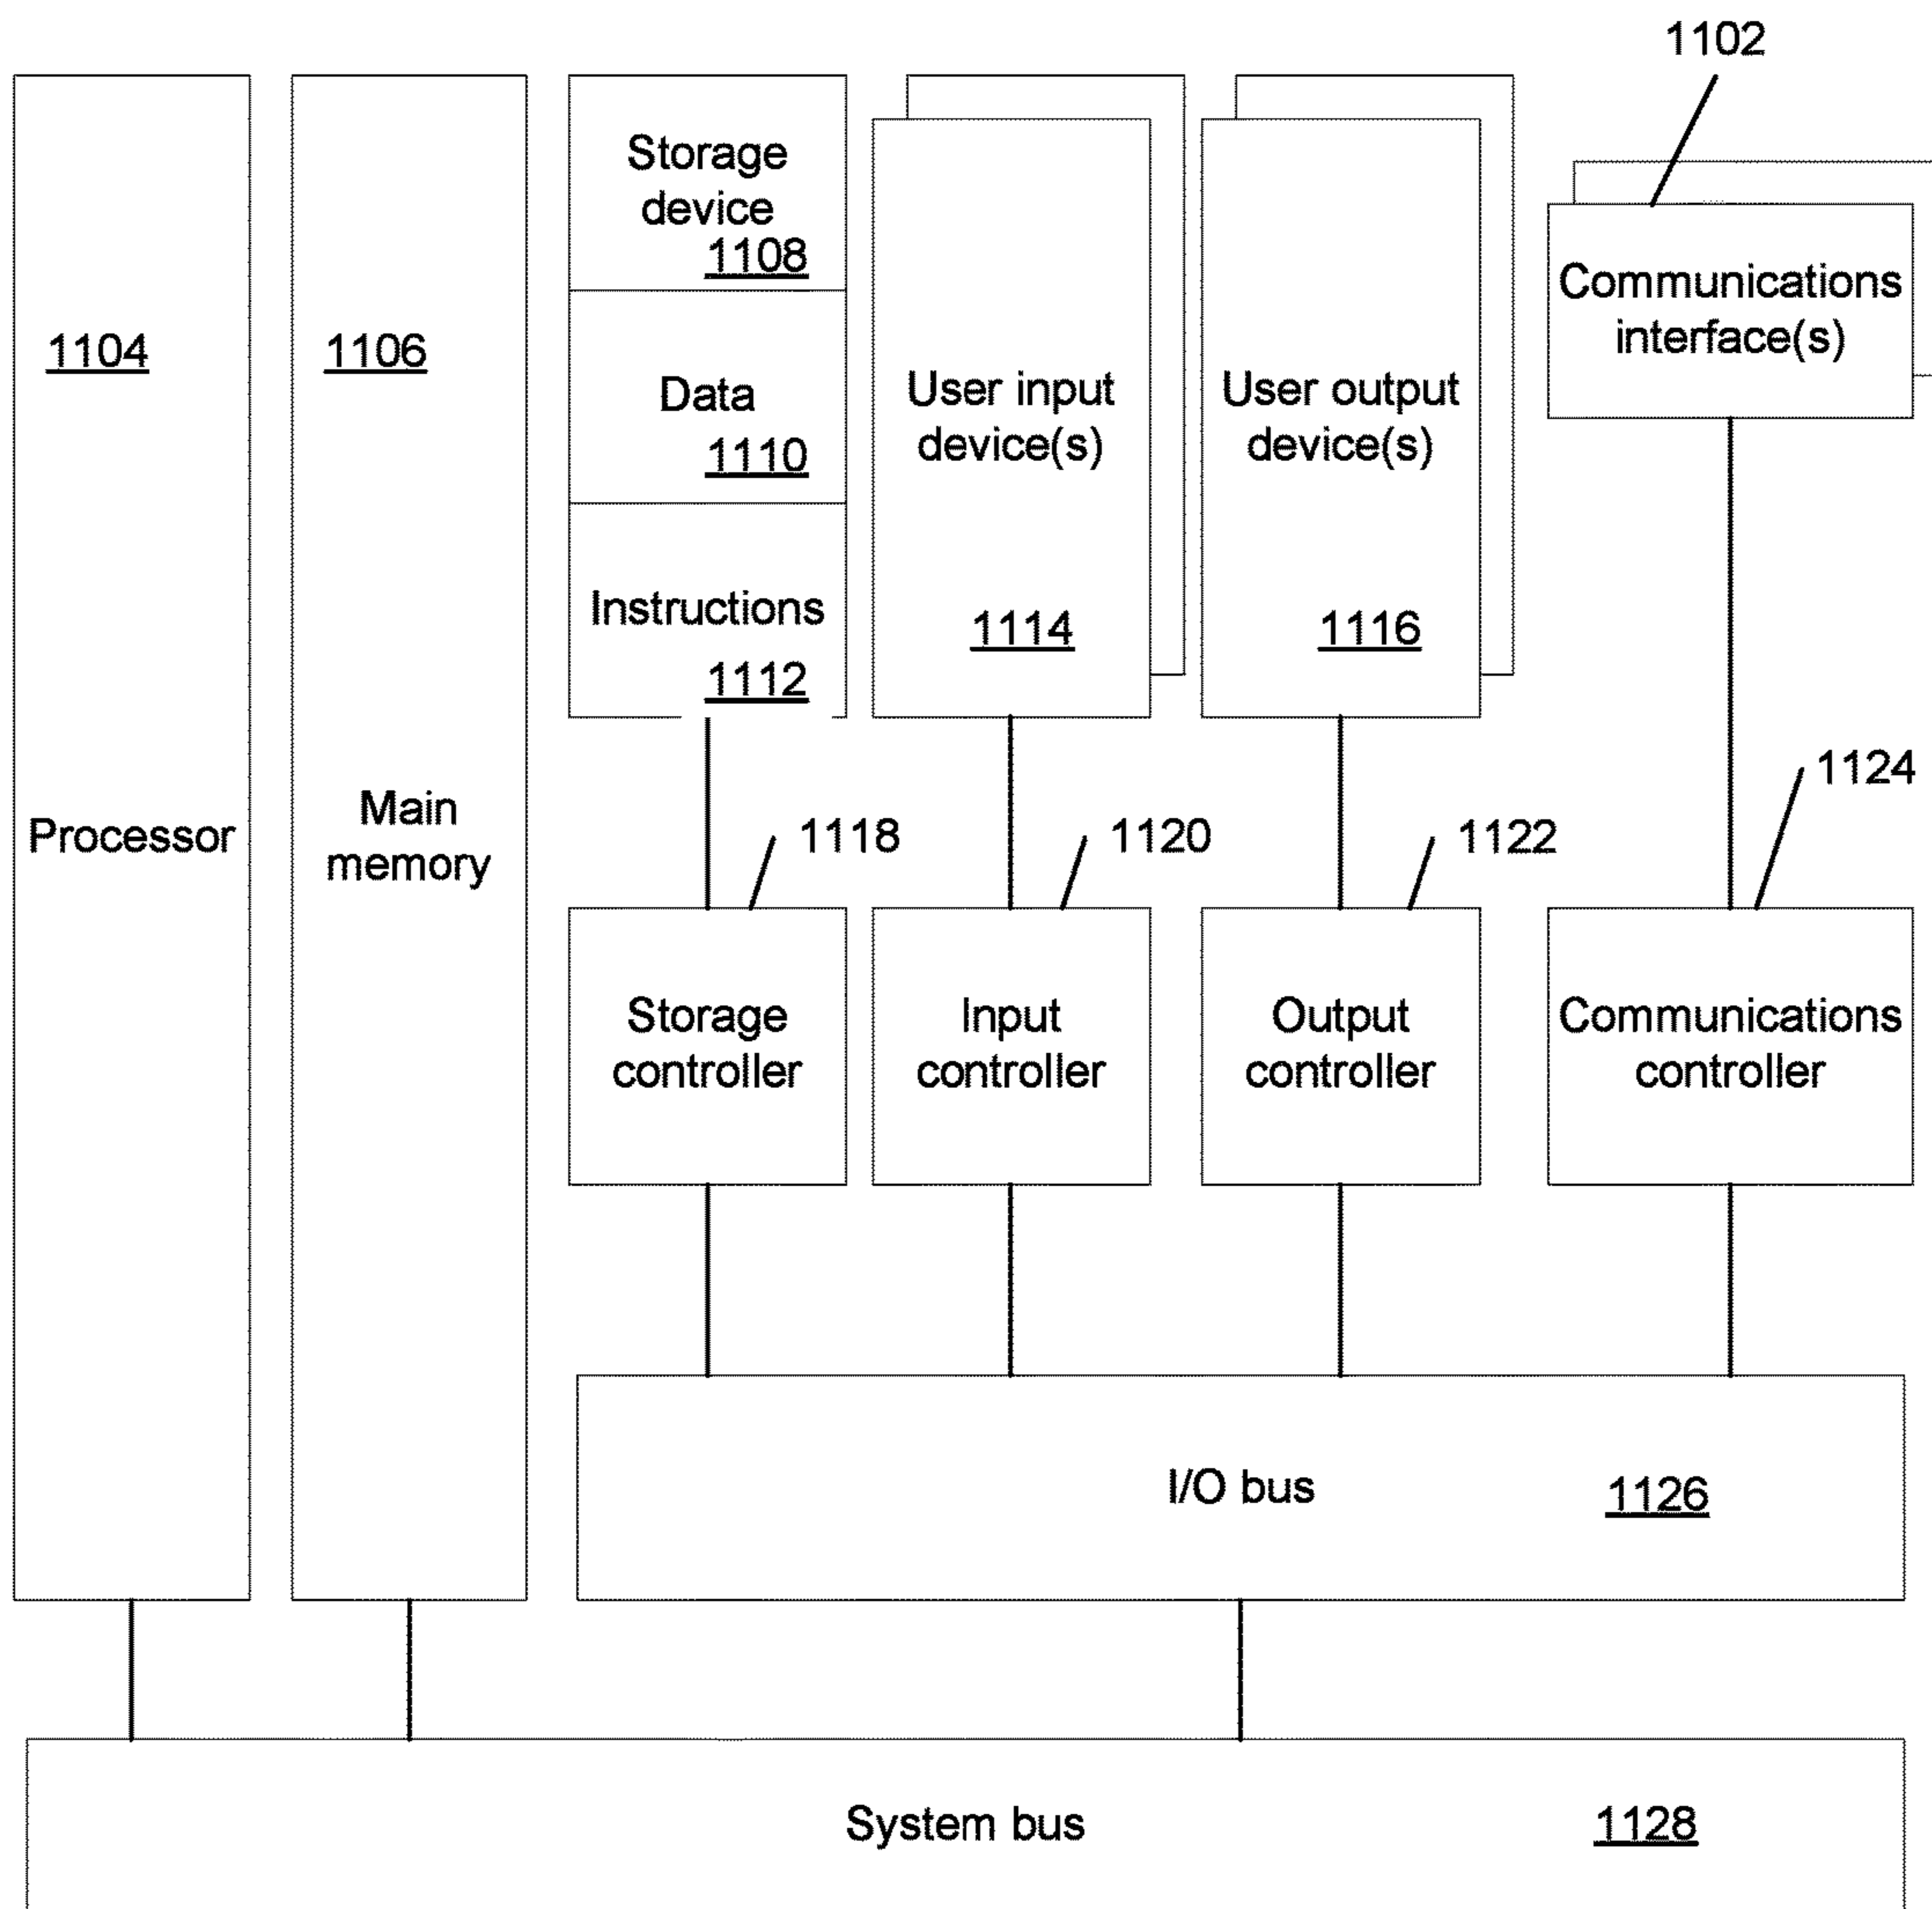 1102
Storage
device
1108
Communications
interface(s)
1104
1106
Data
1110
User input
device(s)
User output
device(s)
Instructions
1112
1114
1116
1124
Processor
Main
memory
1118
1120
1122
Storage
controller
Input
controller
Output
controller
Communications
controller
I/O bus
1126
System bus
1128